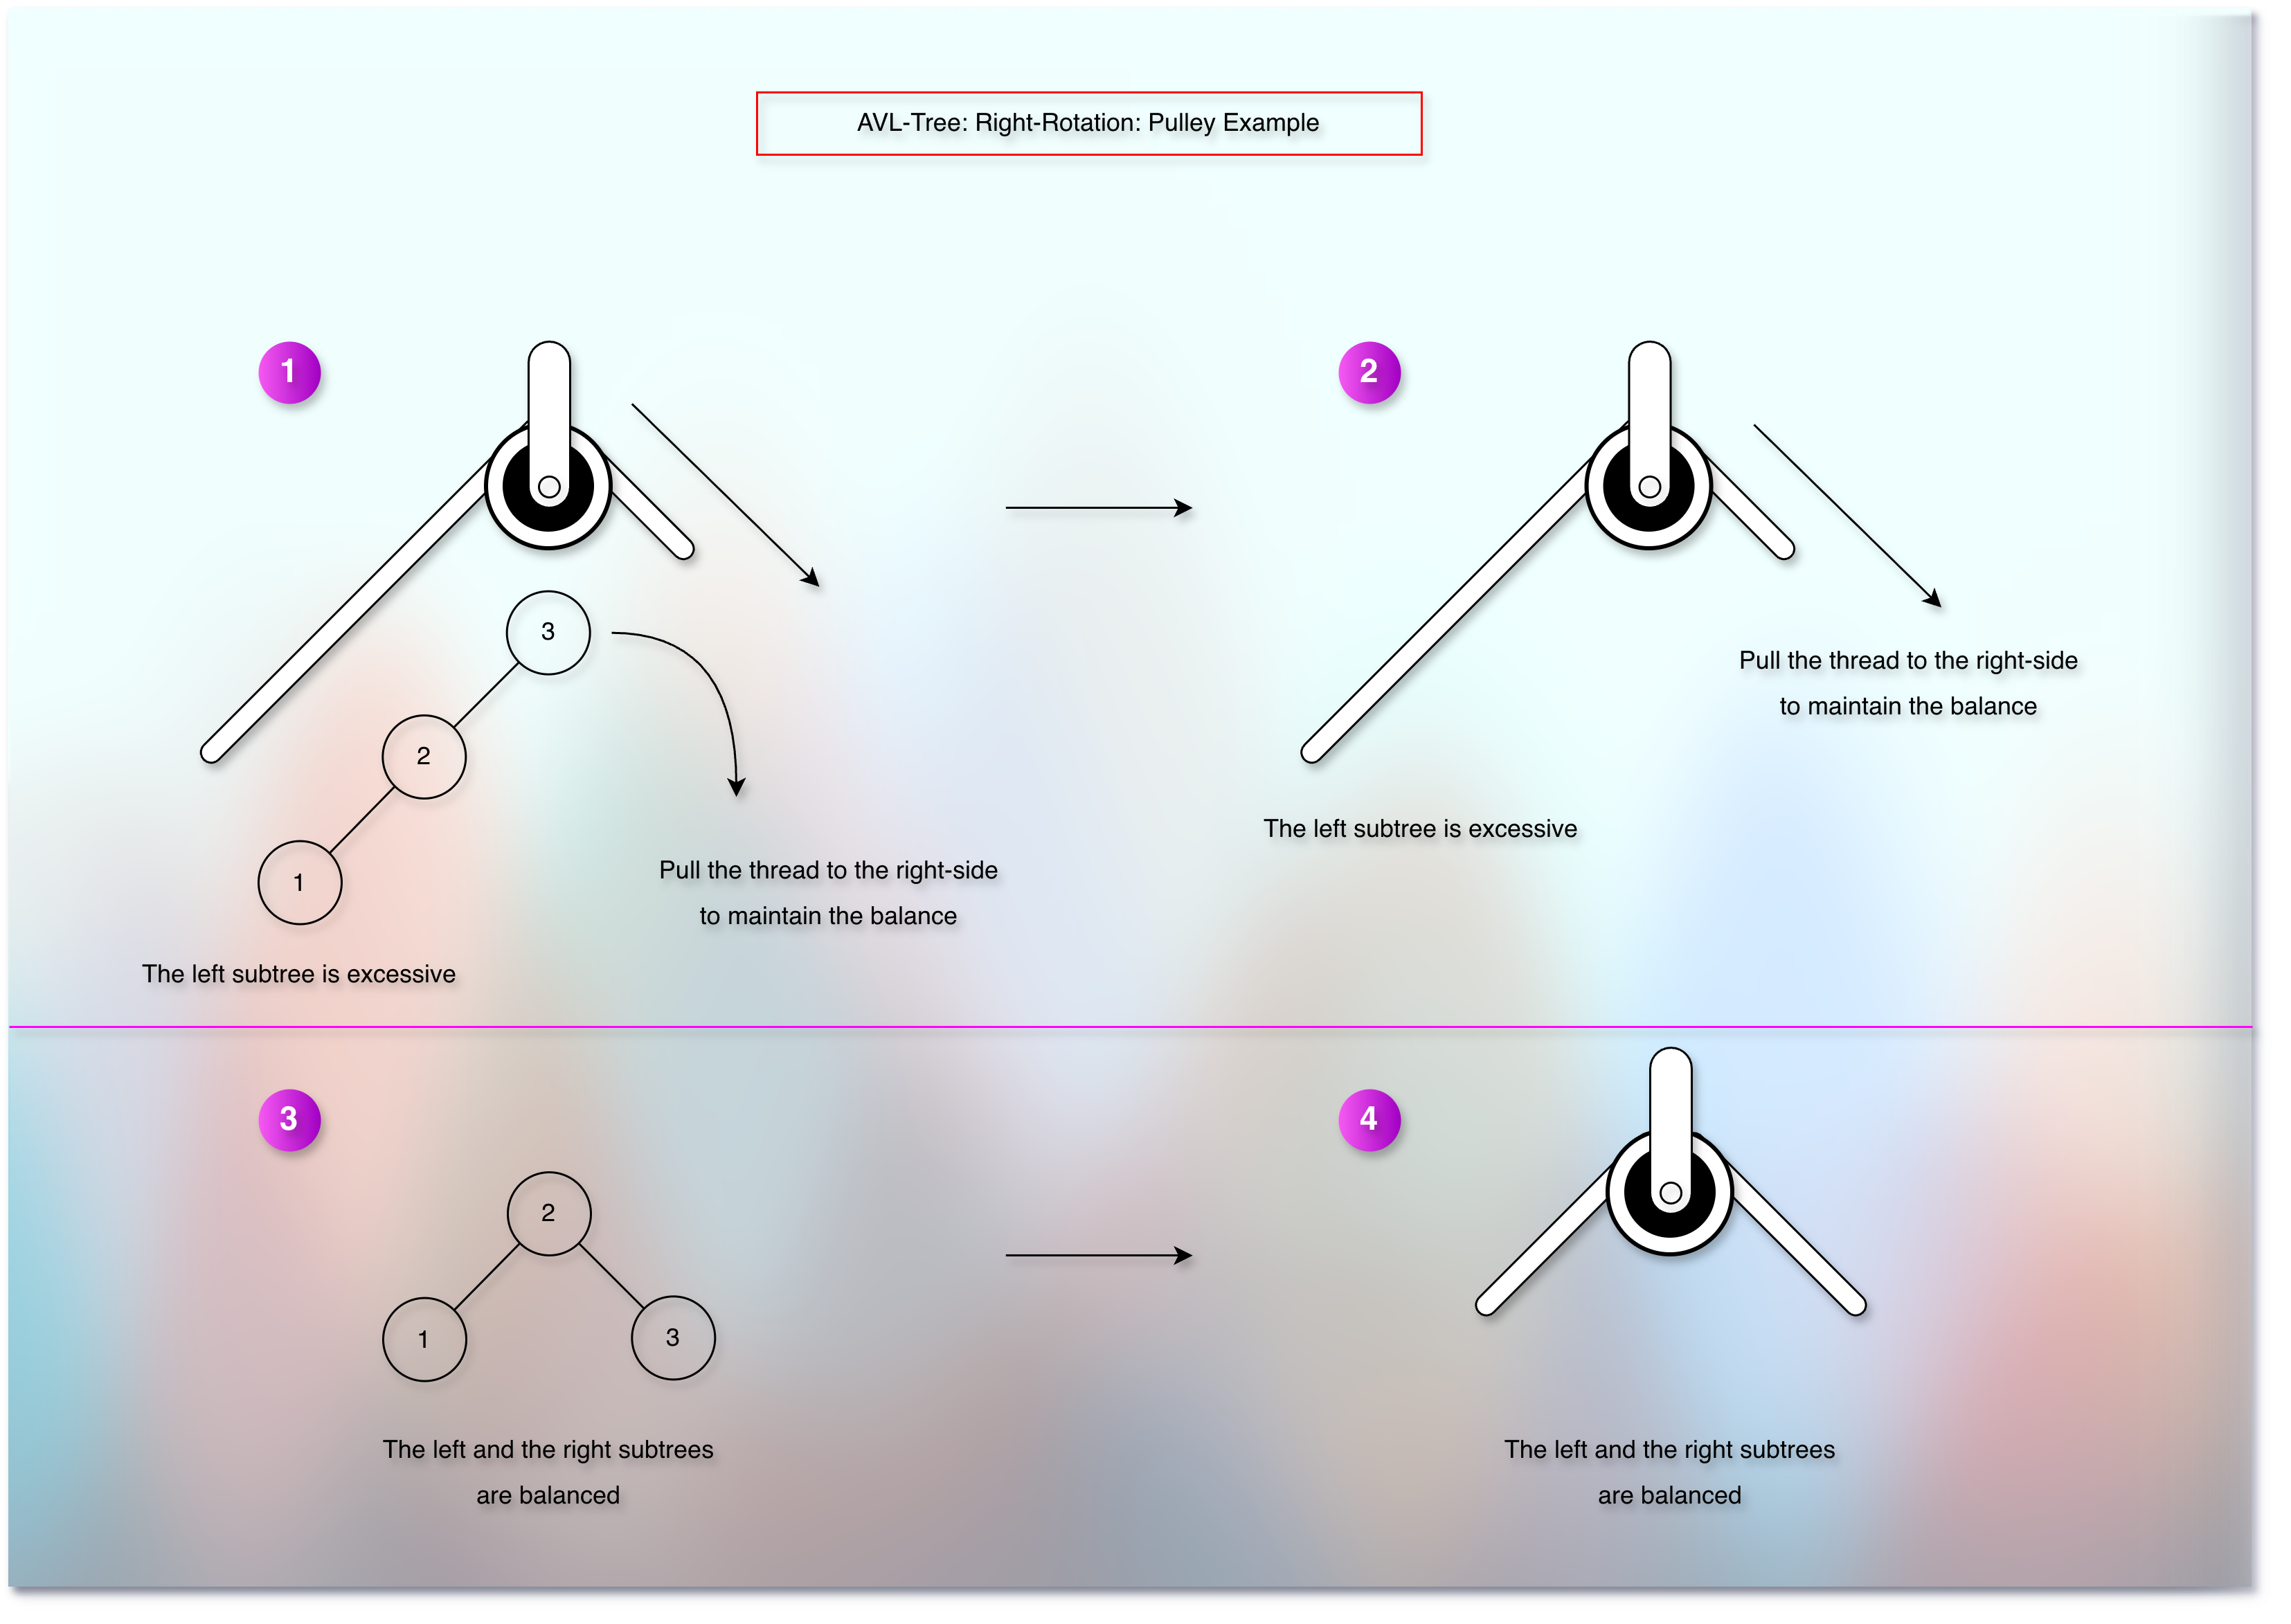 AVL-Tree: Right-Rotation: Pulley Example
1
3
2
1
Pull the thread to the right-side
to maintain the balance
The left subtree is excessive
2
Pull the thread to the right-side
to maintain the balance
The left subtree is excessive
3
2
1
3
The left and the right subtrees
are balanced
4
The left and the right subtrees
are balanced